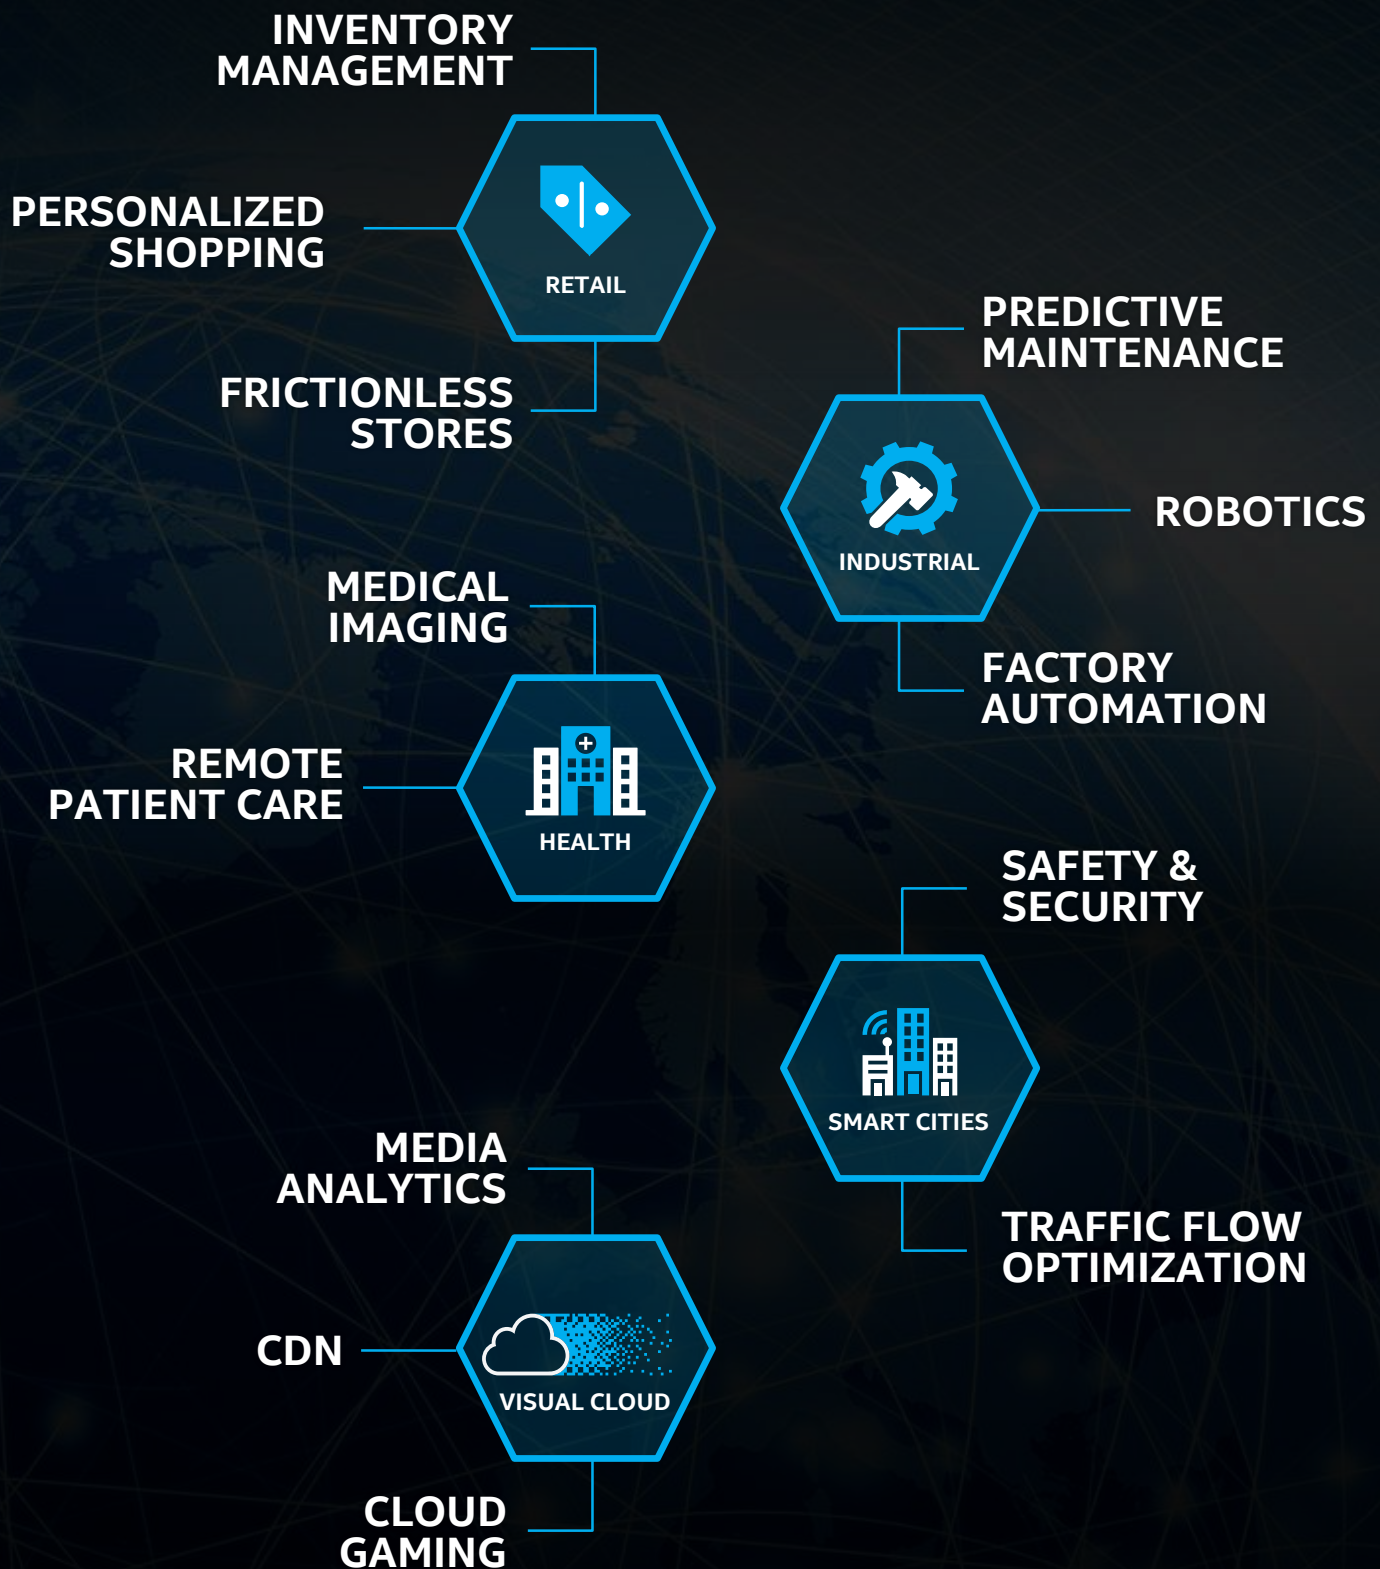 INVENTORY
MANAGEMENT
PERSONALIZED
SHOPPING
RETAIL
FRICTIONLESS
STORES
PREDICTIVE
MAINTENANCE
ROBOTICS
INDUSTRIAL
FACTORY
AUTOMATION
MEDICAL
IMAGING
REMOTE
PATIENT CARE
HEALTH
SAFETY &
SECURITY
SMART CITIES
TRAFFIC FLOW
OPTIMIZATION
MEDIA
ANALYTICS
CDN
VISUAL CLOUD
CLOUD
GAMING